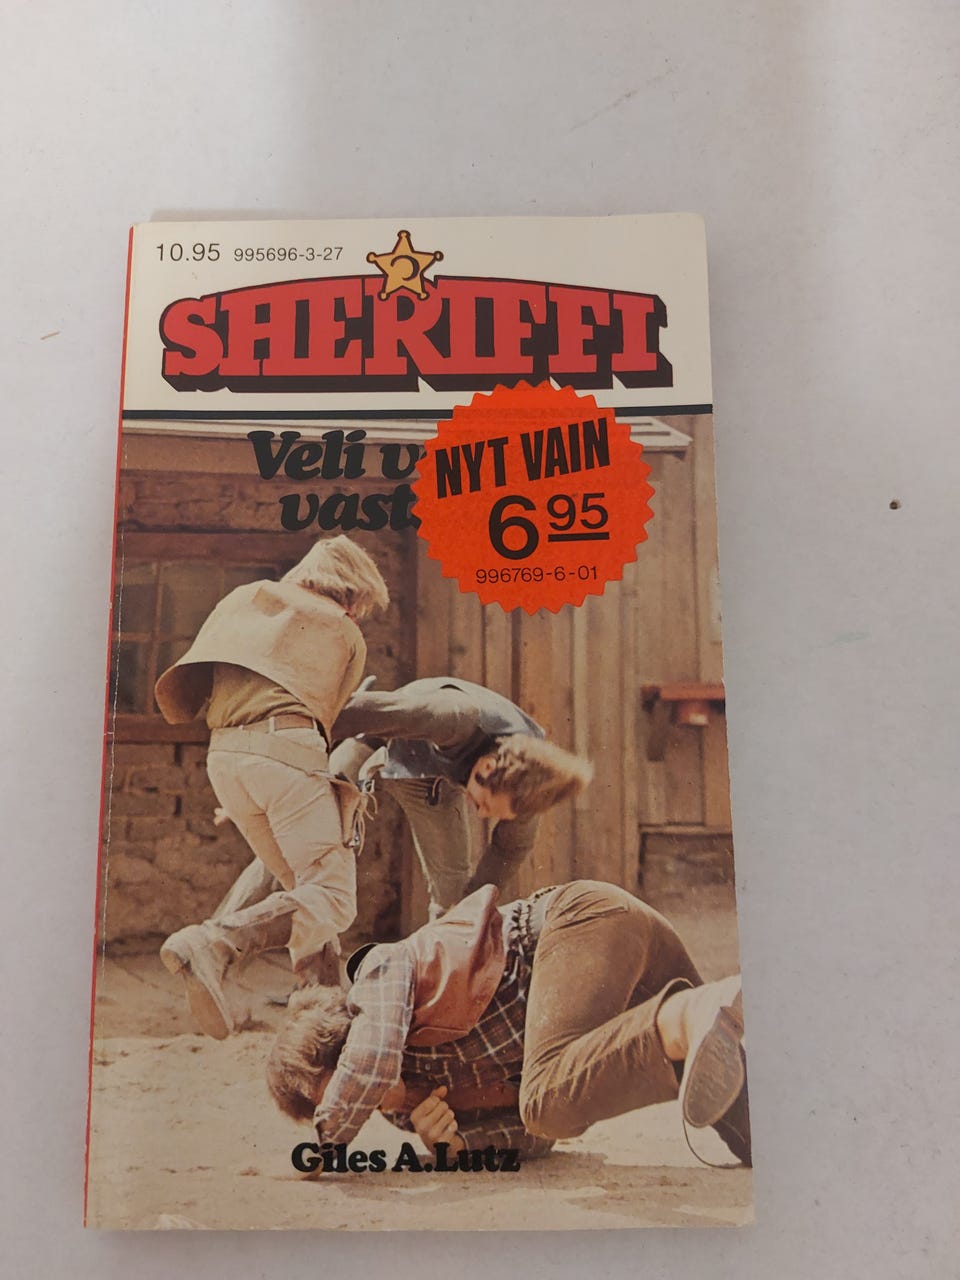 10.95 995696-3-27
SHERIFFI
Veli v
vast
NYT VAIN
6 95
996769-6-01
Giles A.Lutz